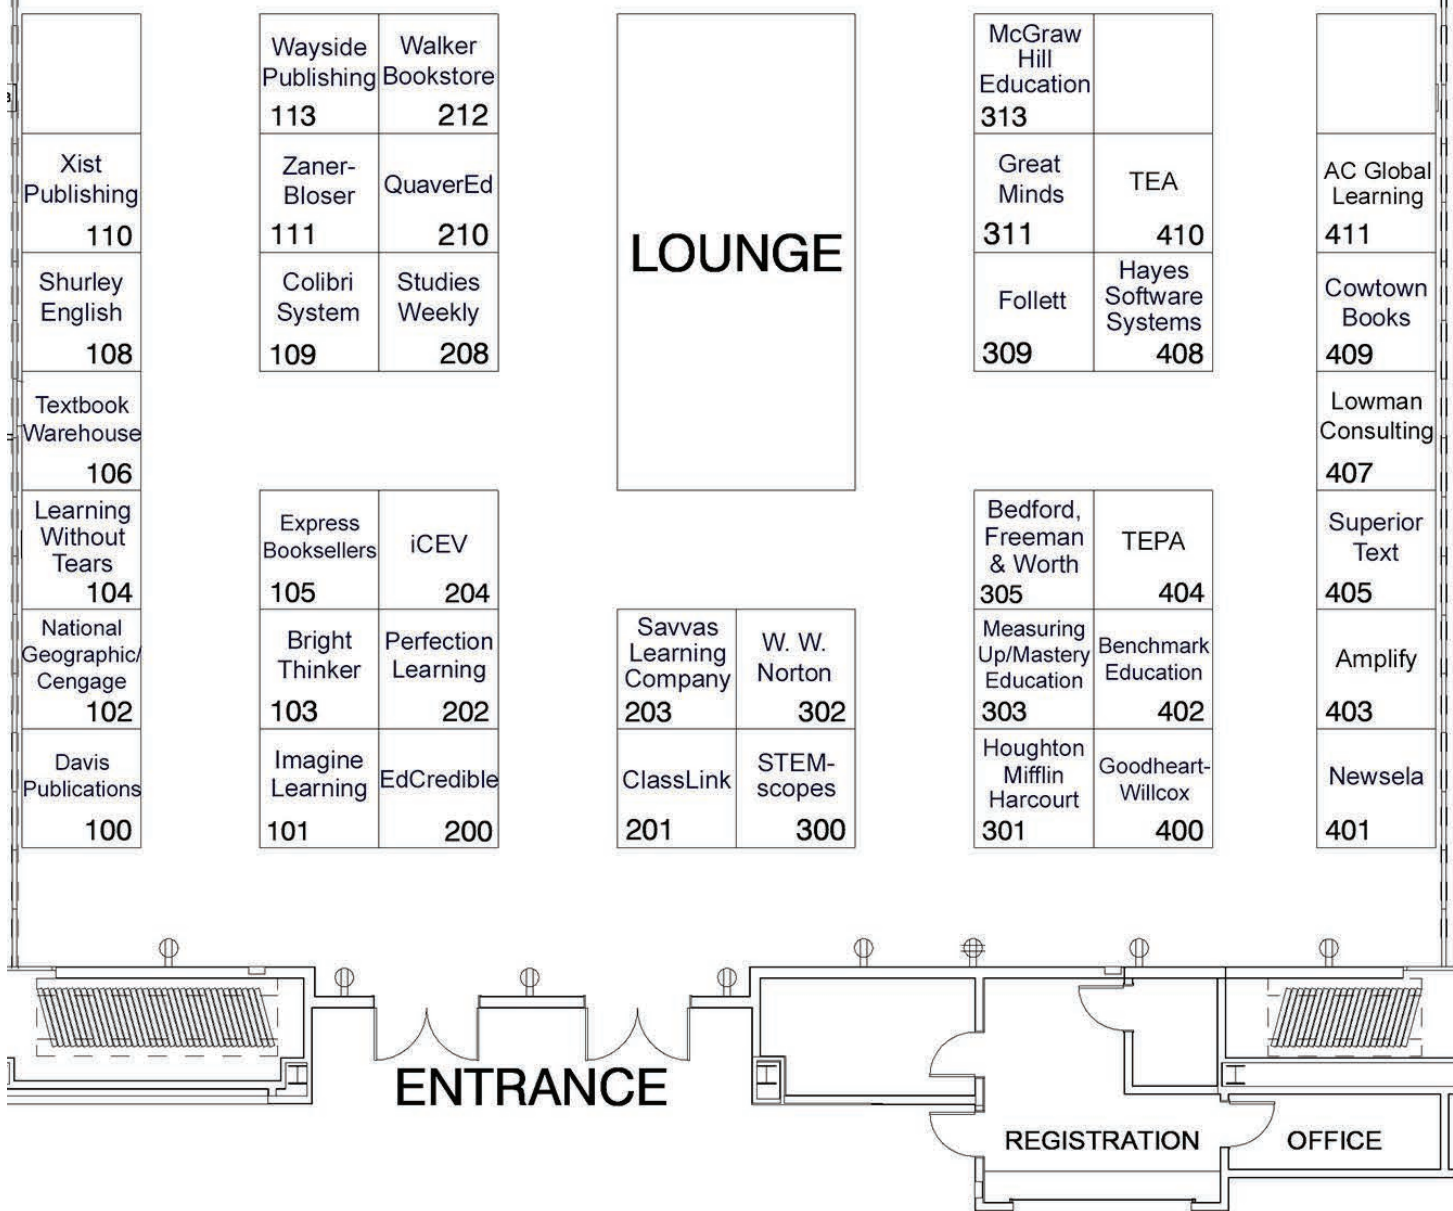 Wayside
Publishing
113
Walker
Bookstore
212
McGraw
Hill
Education
313
Xist
Publishing
110
Zaner-
Bloser
111
QuaverEd
210
LOUNGE
Great
Minds
311
TEA
410
AC Global
Learning
411
Shurley
English
108
Colibri
System
109
Studies
Weekly
208
Follett
309
Hayes
Software
Systems
408
Cowtown
Books
409
Textbook
Warehouse
106
Lowman
Consulting
407
Learning
Without
Tears
104
Express
Booksellers
105
iCEV
204
Bedford,
Freeman
& Worth
305
TEPA
404
Superior
Text
405
National
Geographic/
Cengage
102
Bright
Thinker
103
Perfection
Learning
202
Savvas
Learning
Company
203
W. W.
Norton
302
Measuring
Up/Mastery
Education
303
Benchmark
Education
402
Amplify
403
Davis
Publications
100
Imagine
Learning
101
EdCredible
200
ClassLink
201
STEM-
scopes
300
Houghton
Mifflin
Harcourt
301
Goodheart-
Willcox
400
Newsela
401
ENTRANCE
REGISTRATION
OFFICE